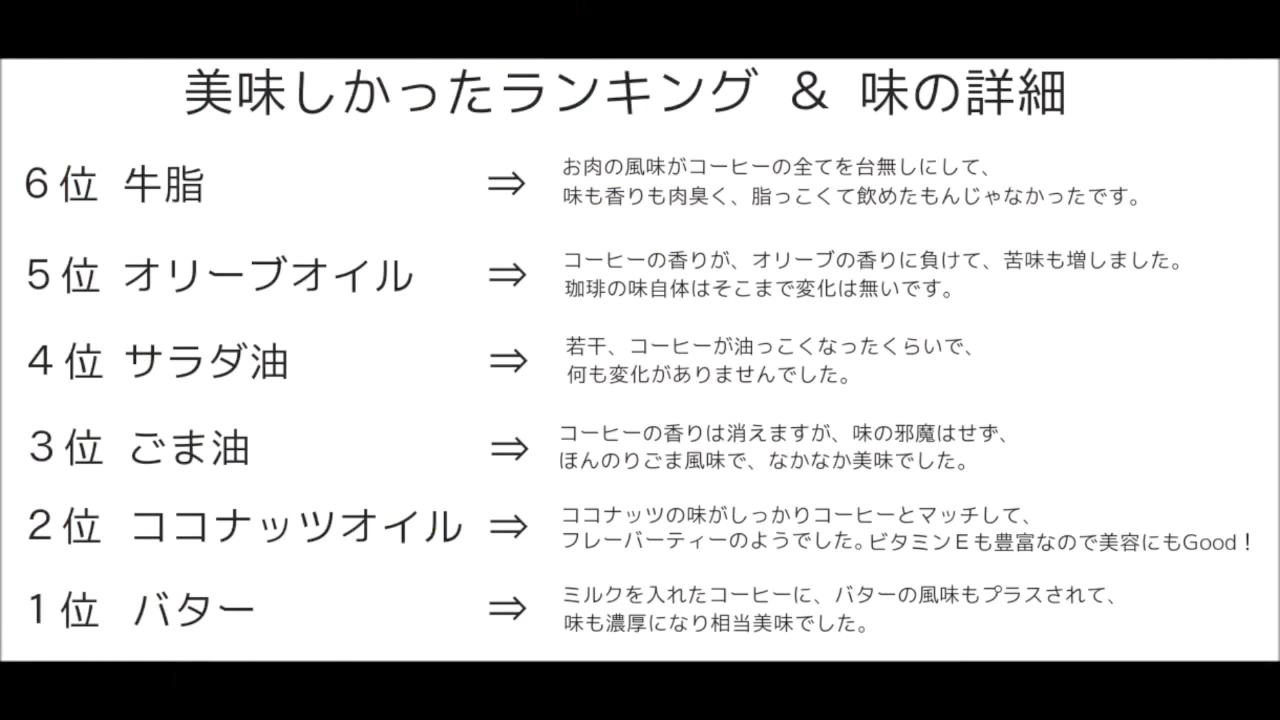 美味しかったランキング ＆ 味の詳細
６位 牛脂 ⇒ お肉の風味がコーヒーの全てを台無しにして、
味も香りも肉臭く、脂っこくて飲めたもんじゃなかったです。
５位 オリーブオイル ⇒ コーヒーの香りが、オリーブの香りに負けて、苦味も増しました。
珈琲の味自体はそこまで変化は無いです。
４位 サラダ油 ⇒ 若干、コーヒーが油っこくなったくらいで、
何も変化がありませんでした。
３位 ごま油 ⇒ コーヒーの香りは消えますが、味の邪魔はせず、
ほんのりごま風味で、なかなか美味でした。
２位 ココナッツオイル ⇒ ココナッツの味がしっかりコーヒーとマッチして、
フレーバーティーのようでした。ビタミンＥも豊富なので美容にもGood！
１位 バター ⇒ ミルクを入れたコーヒーに、バターの風味もプラスされて、
味も濃厚になり相当美味でした。